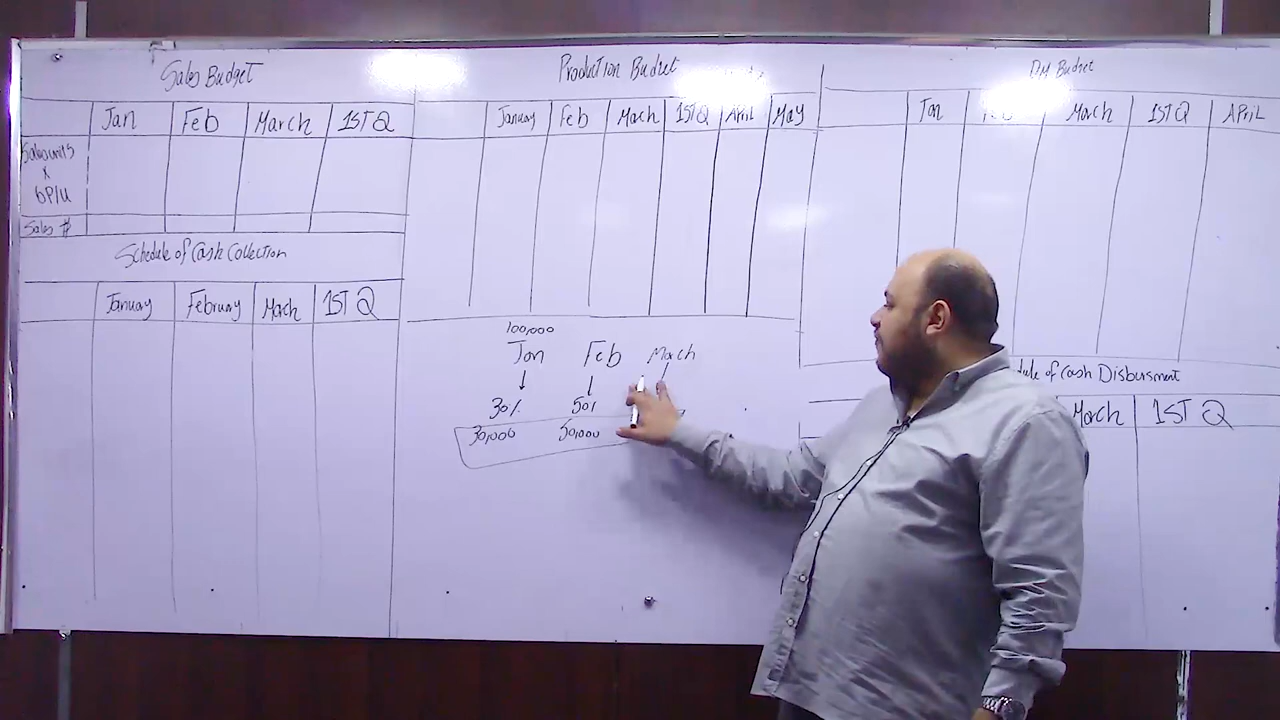 Sales Budget
Jan Feb March 1ST Q
Sales units
x
SP/U
Sales #
Schedule of Cash Collection
January February March 1ST Q
Production Budget
January Feb March 1ST Q April May
100,000
Jan Feb March
30% 50%
30,000 50,000
DM Budget
Jan March 1ST Q April
of Cash Disbursment
March 1ST Q